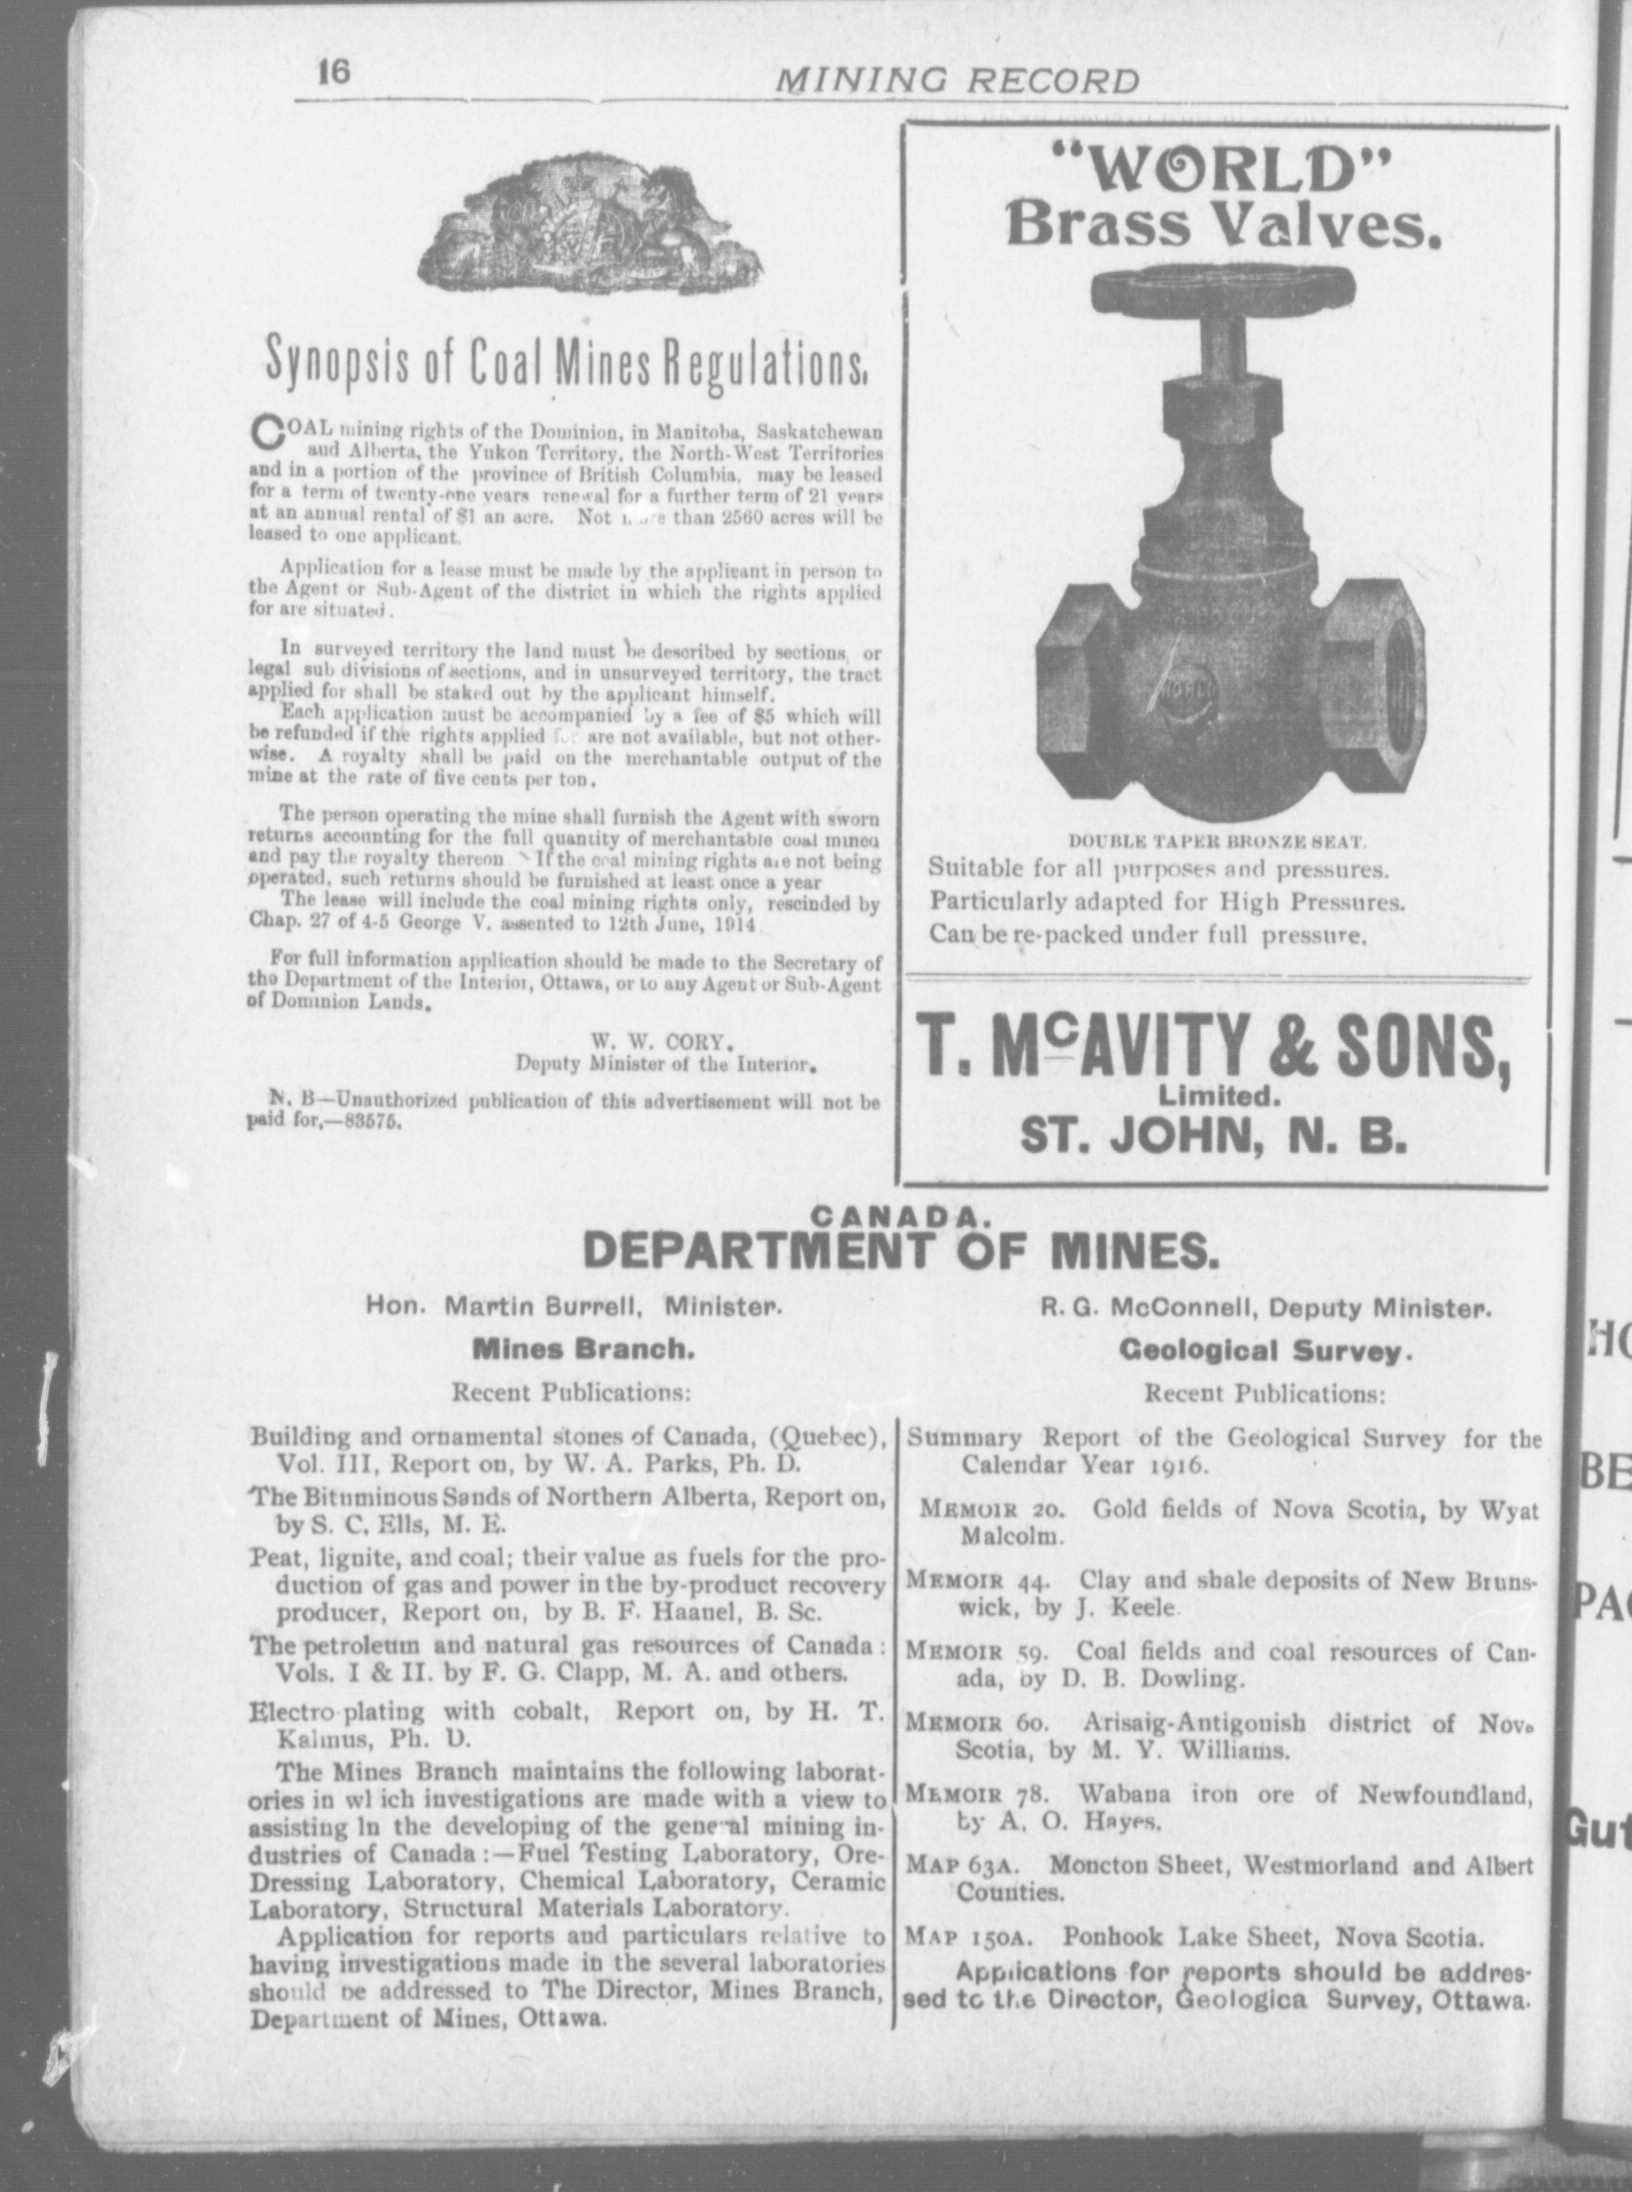 16
MINING RECORD
Synopsis of Coal Mines Regulations.
COAL mining rights of the Dominion, in Manitoba, Saskatchewan
and Alberta, the Yukon Territory, the North-West Territories
and in a portion of the province of British Columbia, may be leased
for a term of twenty-one years renewal for a further term of 21 years
at an annual rental of $1 an acre. Not more than 2560 acres will be
leased to one applicant.
Application for a lease must be made by the applicant in person to
the Agent or Sub-Agent of the district in which the rights applied
for are situated.
In surveyed territory the land must be described by sections, or
legal sub divisions of sections, and in unsurveyed territory, the tract
applied for shall be staked out by the applicant himself.
Each application must be accompanied by a fee of $5 which will
be refunded if the rights applied for are not available, but not other-
wise. A royalty shall be paid on the merchantable output of the
mine at the rate of five cents per ton.
The person operating the mine shall furnish the Agent with sworn
returns accounting for the full quantity of merchantable coal mined
and pay the royalty thereon If the coal mining rights are not being
operated, such returns should be furnished at least once a year
The lease will include the coal mining rights only, rescinded by
Chap. 27 of 4-5 George V. assented to 12th June, 1914
For full information application should be made to the Secretary of
the Department of the Interior, Ottawa, or to any Agent or Sub-Agent
of Dominion Lands.
W. W. CORY.
Deputy Minister of the Interior.
N. B—Unauthorized publication of this advertisement will not be
paid for,—83575.
"WORLD"
Brass Valves.
WORLD
DOUBLE TAPER BRONZE SEAT.
Suitable for all purposes and pressures.
Particularly adapted for High Pressures.
Can be re-packed under full pressure.
T. McAVITY & SONS,
Limited.
ST. JOHN, N. B.
CANADA.
DEPARTMENT OF MINES.
Hon. Martin Burrell, Minister.
R. G. McConnell, Deputy Minister.
Mines Branch.
Recent Publications:
Building and ornamental stones of Canada, (Quebec),
Vol. III, Report on, by W. A. Parks, Ph. D.
The Bituminous Sands of Northern Alberta, Report on,
by S. C. Ells, M. E.
Peat, lignite, and coal; their value as fuels for the pro-
duction of gas and power in the by-product recovery
producer, Report on, by B. F. Haanel, B. Sc.
The petroleum and natural gas resources of Canada:
Vols. I & II. by F. G. Clapp, M. A. and others.
Electro-plating with cobalt, Report on, by H. T.
Kalmus, Ph. D.
The Mines Branch maintains the following laborat-
ories in wl ich investigations are made with a view to
assisting in the developing of the general mining in-
dustries of Canada:—Fuel Testing Laboratory, Ore-
Dressing Laboratory, Chemical Laboratory, Ceramic
Laboratory, Structural Materials Laboratory.
Application for reports and particulars relative to
having investigations made in the several laboratories
should be addressed to The Director, Mines Branch,
Department of Mines, Ottawa.
Geological Survey.
Recent Publications:
Summary Report of the Geological Survey for the
Calendar Year 1916.
MEMOIR 20. Gold fields of Nova Scotia, by Wyat
Malcolm.
MEMOIR 44. Clay and shale deposits of New Bruns-
wick, by J. Keele
MEMOIR 59. Coal fields and coal resources of Can-
ada, by D. B. Dowling.
MEMOIR 60. Arisaig-Antigonish district of Nova
Scotia, by M. Y. Williams.
MEMOIR 78. Wabana iron ore of Newfoundland,
by A. O. Hayes.
MAP 63A. Moncton Sheet, Westmorland and Albert
Counties.
MAP 150A. Ponhook Lake Sheet, Nova Scotia.
Applications for reports should be addres-
sed to the Director, Geologica Survey, Ottawa.
HO
BE
PA
Gut